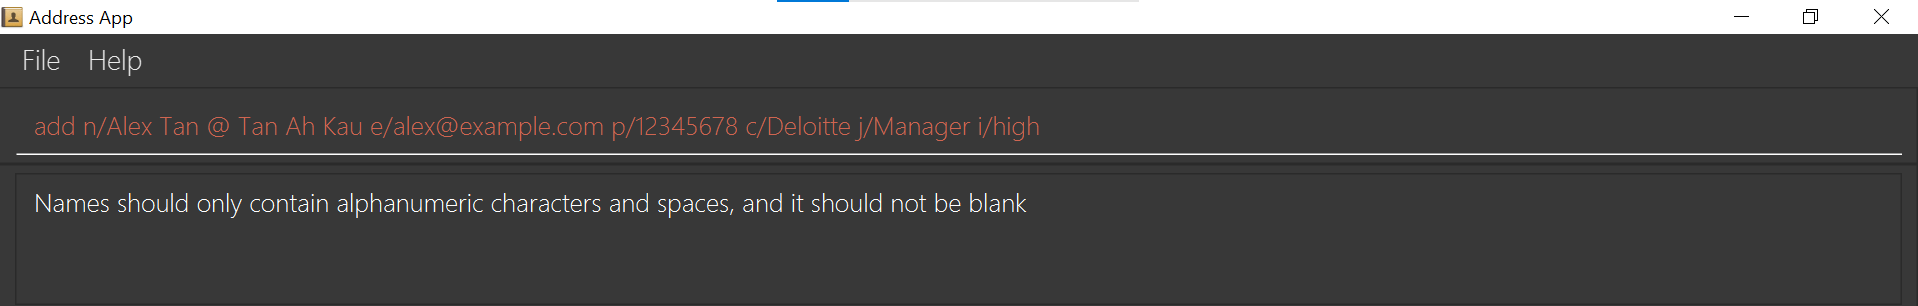 Address App
File Help
add n/Alex Tan @ Tan Ah Kau e/alex@example.com p/12345678 c/Deloitte j/Manager i/high
Names should only contain alphanumeric characters and spaces, and it should not be blank